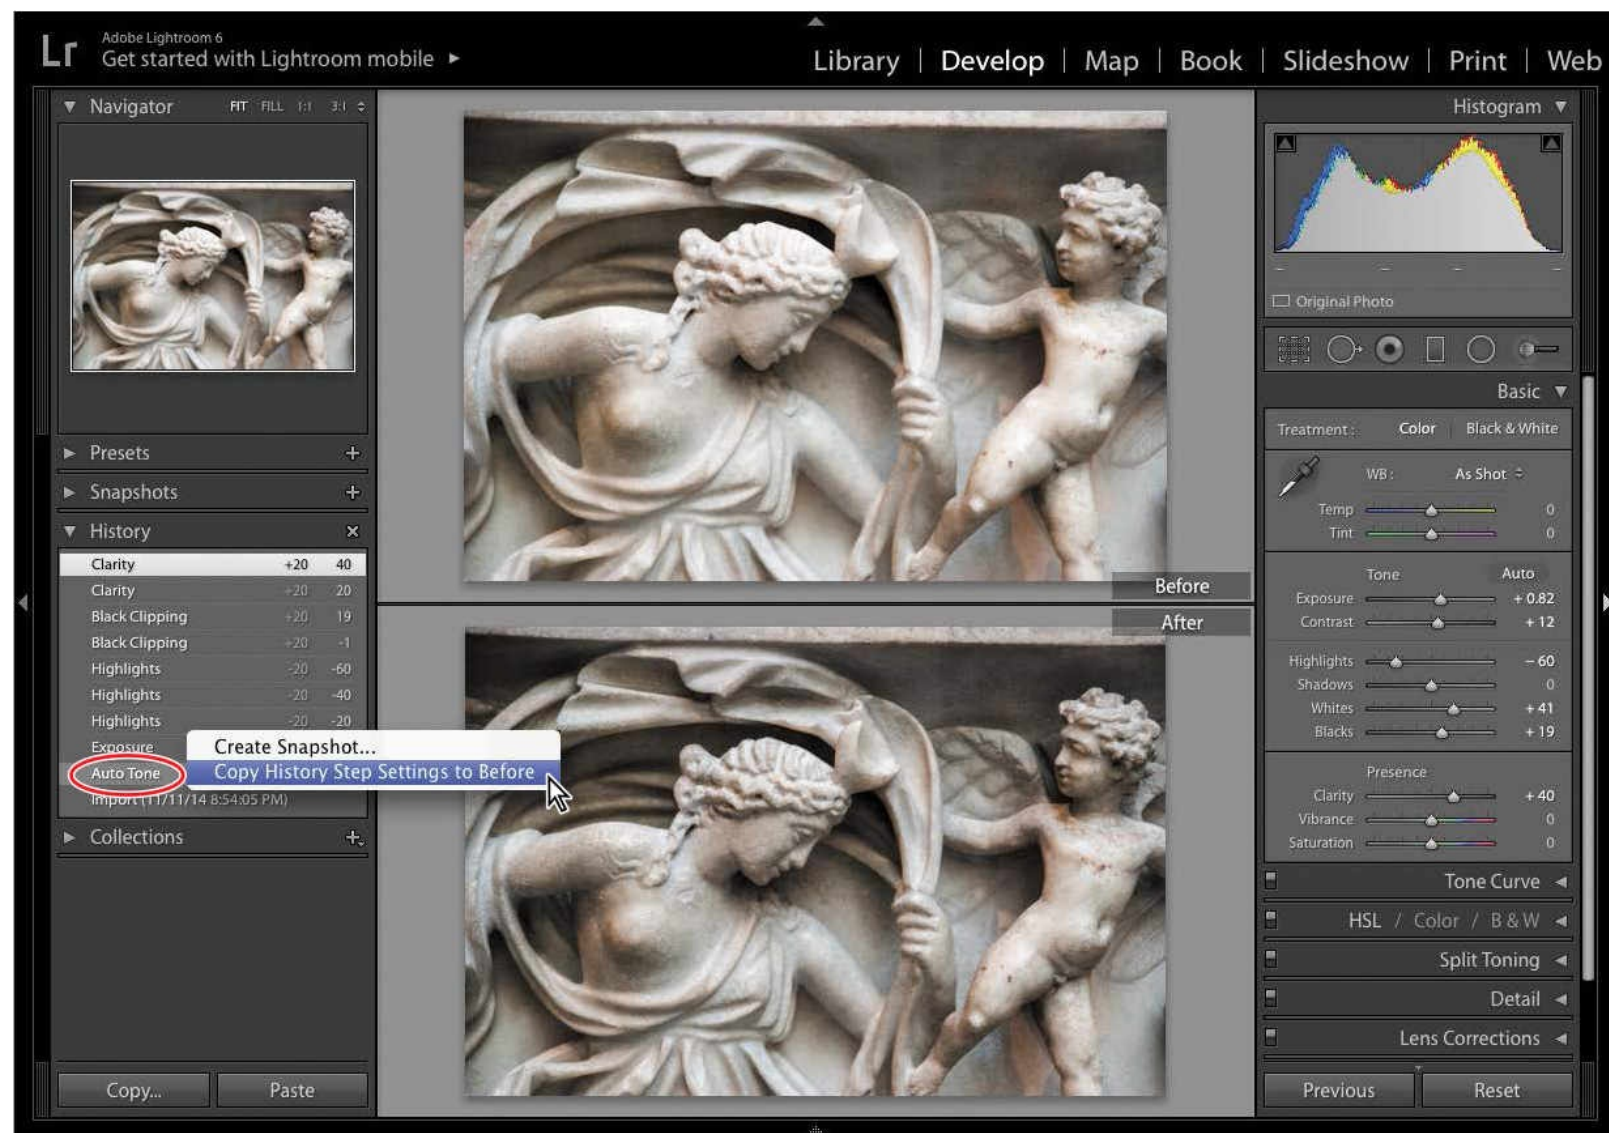 Adobe Lightroom 6
Lr Get started with Lightroom mobile
Library | Develop | Map | Book | Slideshow | Print | Web
Navigator FIT FILL 1:1 3:1
Presets
Snapshots
History
Clarity +20 40
Clarity +20 20
Black Clipping +20 19
Black Clipping +20 -1
Highlights -20 -60
Highlights -20 -40
Highlights -20 -20
Exposure
Auto Tone
Import (11/11/14 8:54:05 PM)
Create Snapshot...
Copy History Step Settings to Before
Collections
Copy... Paste
Before
After
Histogram
Original Photo
Basic
Treatment : Color | Black & White
WB : As Shot
Temp 0
Tint 0
Tone Auto
Exposure + 0.82
Contrast + 12
Highlights – 60
Shadows 0
Whites + 41
Blacks + 19
Presence
Clarity + 40
Vibrance 0
Saturation 0
Tone Curve
HSL / Color / B & W
Split Toning
Detail
Lens Corrections
Previous Reset